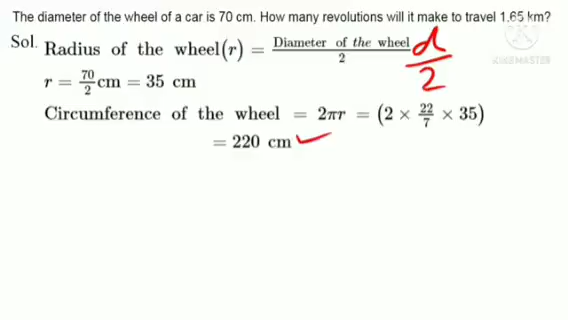 The diameter of the wheel of a car is 70 cm. How many revolutions will it make to travel 1.65 km?
Sol. Radius of the wheel(r) = Diameter of the wheel / 2 d/2
r = 70/2 cm = 35 cm
Circumference of the wheel = 2πr = (2 × 22/7 × 35)
= 220 cm
KINEMASTER